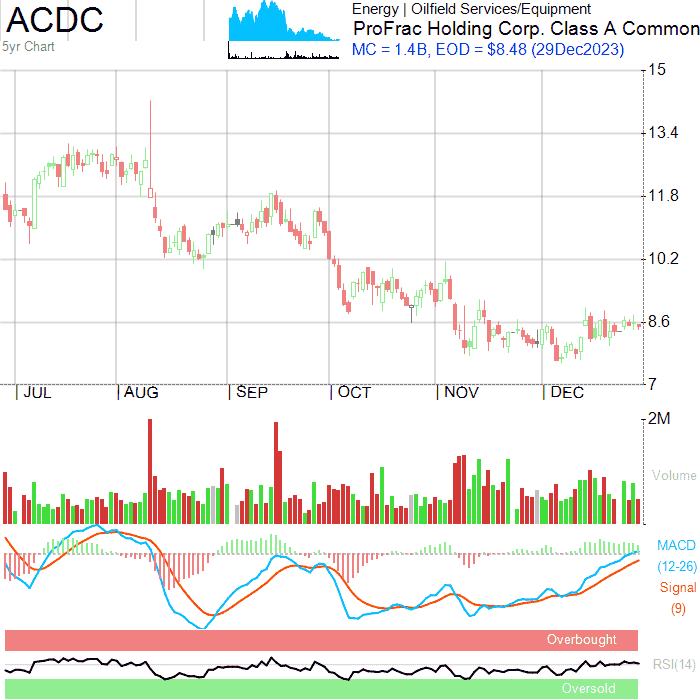 ACDC
5yr Chart
Energy | Oilfield Services/Equipment
ProFrac Holding Corp. Class A Common
MC = 1.4B, EOD = $8.48 (29Dec2023)
15
13.4
11.8
10.2
8.6
7
JUL AUG SEP OCT NOV DEC
2M
Volume
MACD
(12-26)
Signal
(9)
Overbought
RSI(14)
Oversold